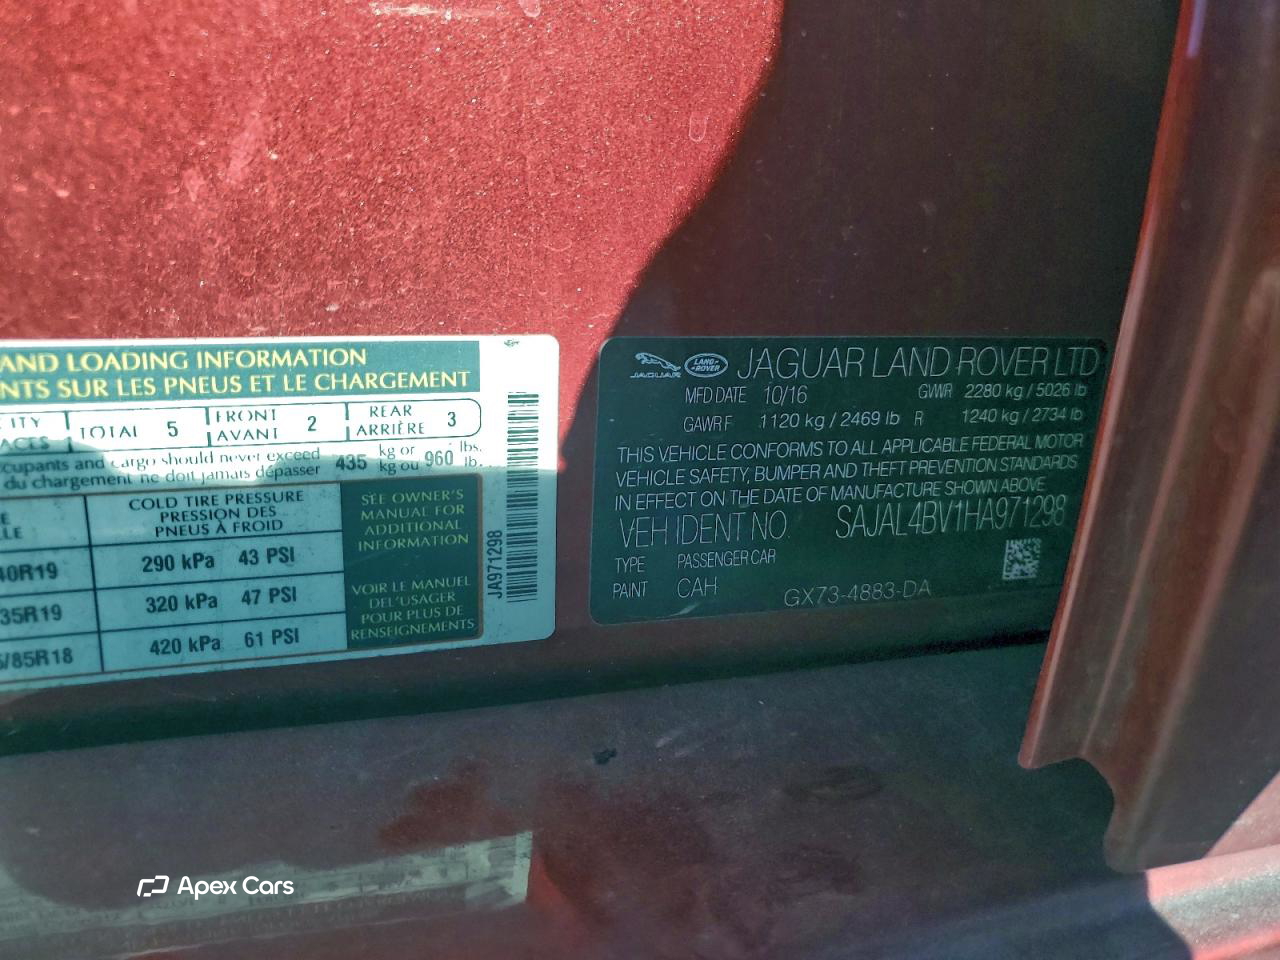 AND LOADING INFORMATION
NTS SUR LES PNEUS ET LE CHARGEMENT
CITY
ACES
TOTAL 5
FRONT
AVANT 2
REAR
ARRIÈRE 3
ccupants and cargo should never exceed
du chargement ne doit jamais dépasser
435 kg or
kg ou 960 lbs.
lb.
E
LLE
COLD TIRE PRESSURE
PRESSION DES
PNEUS À FROID
40R19 290 kPa 43 PSI
35R19 320 kPa 47 PSI
5/85R18 420 kPa 61 PSI
SEE OWNER'S
MANUAL FOR
ADDITIONAL
INFORMATION
VOIR LE MANUEL
DEL'USAGER
POUR PLUS DE
RENSEIGNEMENTS
JA971298
JAGUAR LAND-ROVER JAGUAR LAND ROVER LTD
MFD DATE 10/16 GVWR 2280 kg / 5026 lb
GAWR F 1120 kg / 2469 lb R 1240 kg / 2734 lb
THIS VEHICLE CONFORMS TO ALL APPLICABLE FEDERAL MOTOR
VEHICLE SAFETY, BUMPER AND THEFT PREVENTION STANDARDS
IN EFFECT ON THE DATE OF MANUFACTURE SHOWN ABOVE
VEH IDENT NO. SAJAL4BV1HA971298
TYPE PASSENGER CAR
PAINT CAH
GX73-4883-DA
Apex Cars